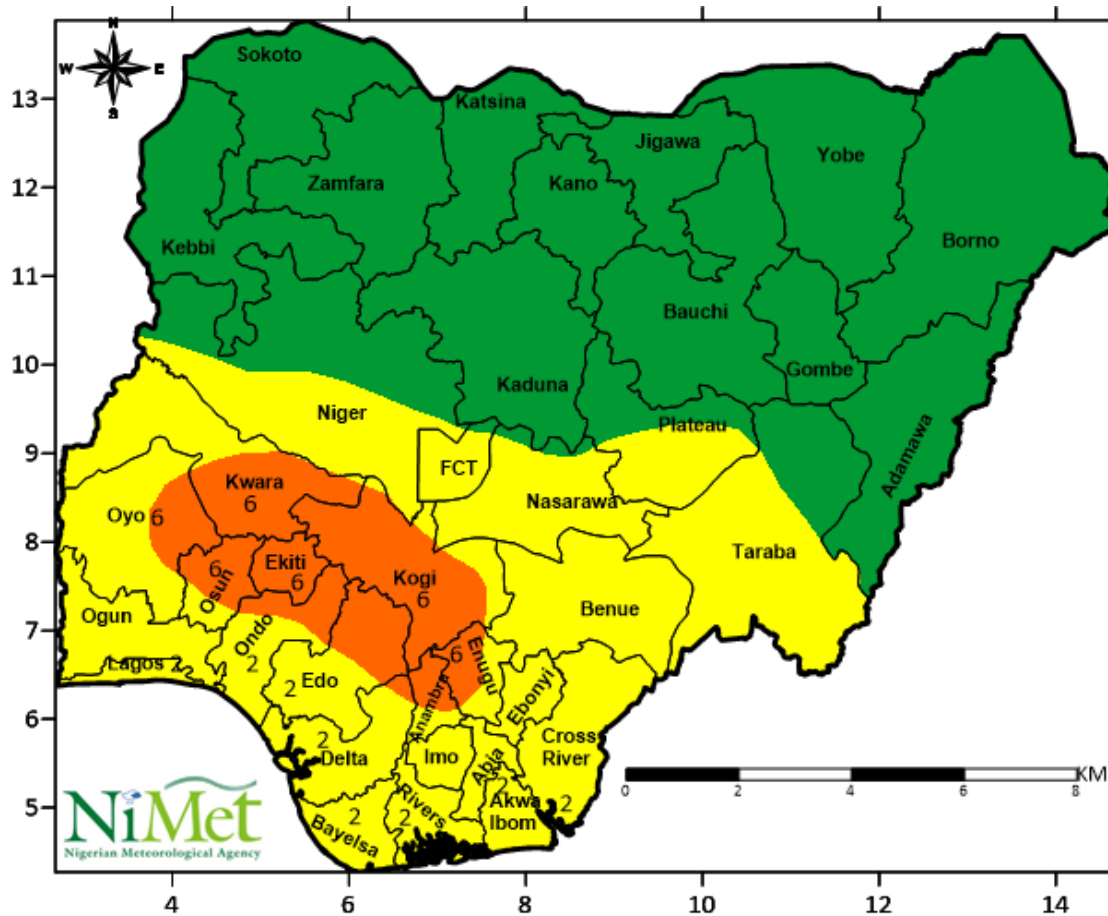 N
W E
S
13
12
11
10
9
8
7
6
5
4 6 8 10 12 14
Sokoto
Katsina
Jigawa
Yobe
Zamfara
Kano
Kebbi
Borno
Bauchi
Gombe
Kaduna
Niger
Plateau
Adamawa
FCT
Kwara
6
Nasarawa
Oyo 6
Taraba
Ekiti
6
Osun
6
Kogi
6
Benue
Ogun
Ondo
2
Enugu
6
Lagos 2
Edo
2
Anambra
Ebonyi
Delta
2
Imo
Abia
Cross
River
2
Rivers
2
Bayelsa
2
Akwa
Ibom
KM
0 2 4 6 8
NiMet
Nigerian Meteorological Agency